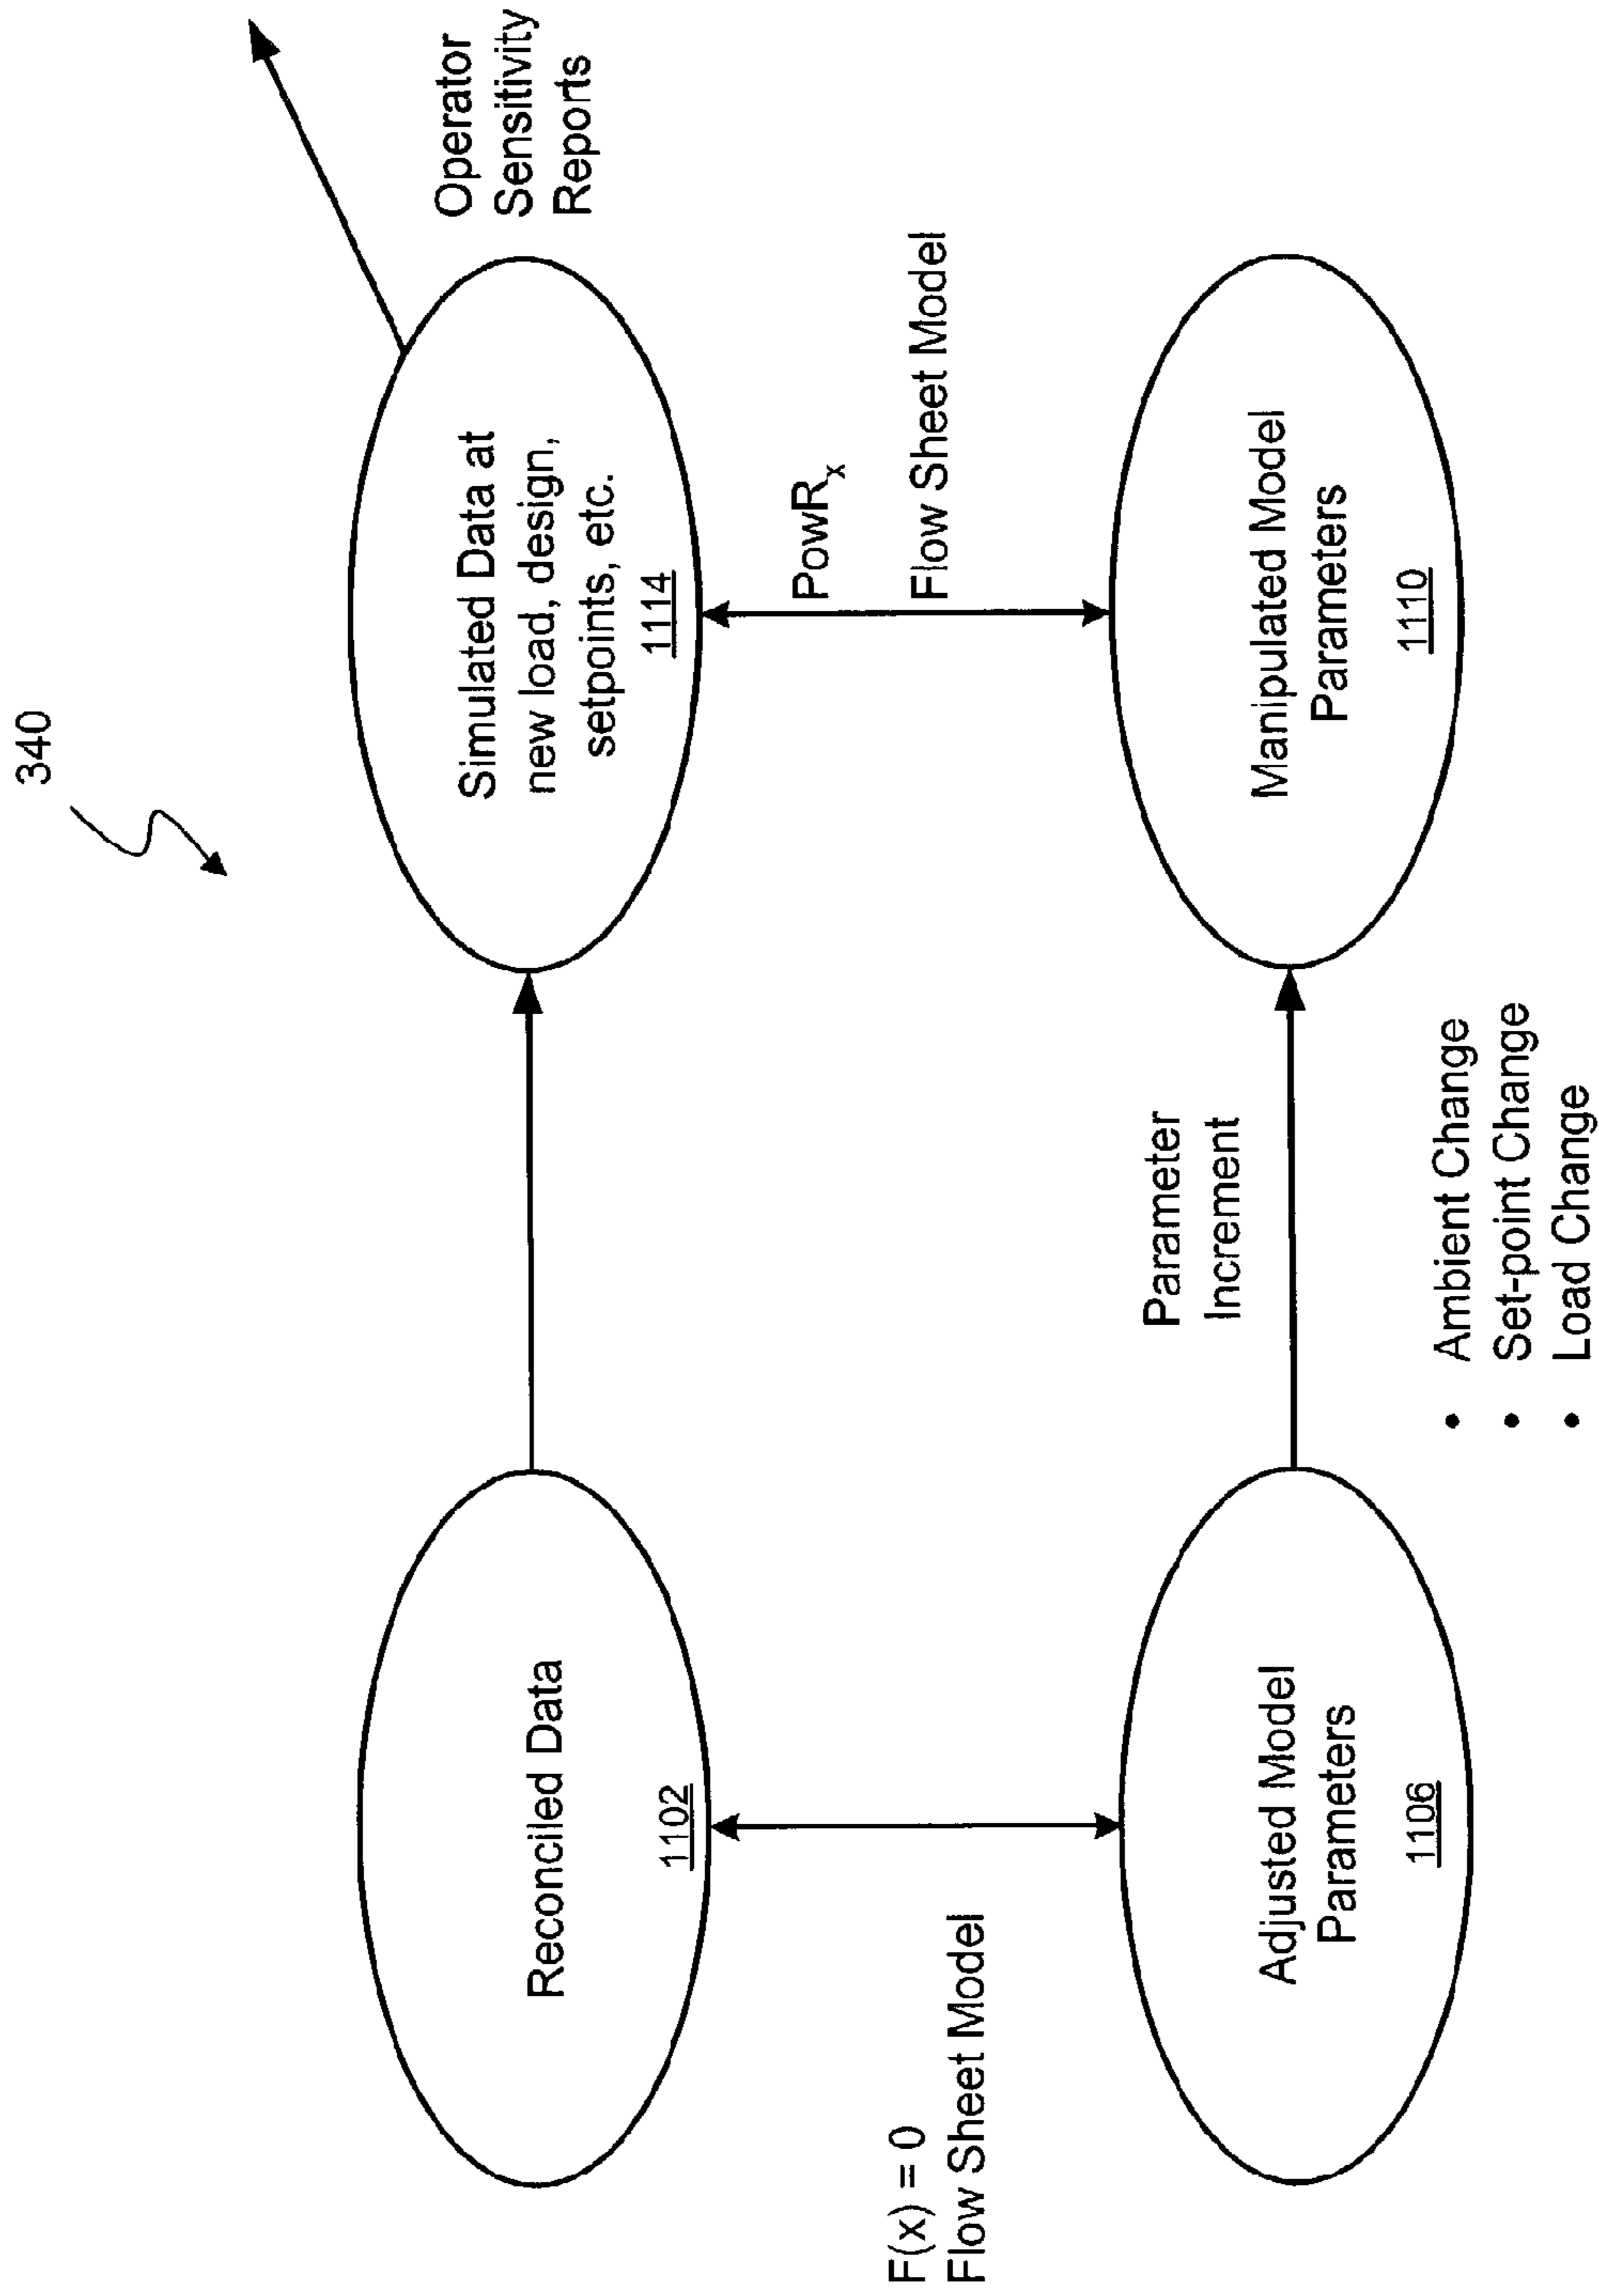 340
Reconciled Data
1102
Simulated Data at
new load, design,
setpoints, etc.
1114
Operator
Sensitivity
Reports
F(x) = 0
Flow Sheet Model
PowRx
Flow Sheet Model
Adjusted Model
Parameters
1106
Parameter
Increment
• Ambient Change
• Set-point Change
• Load Change
Manipulated Model
Parameters
1110